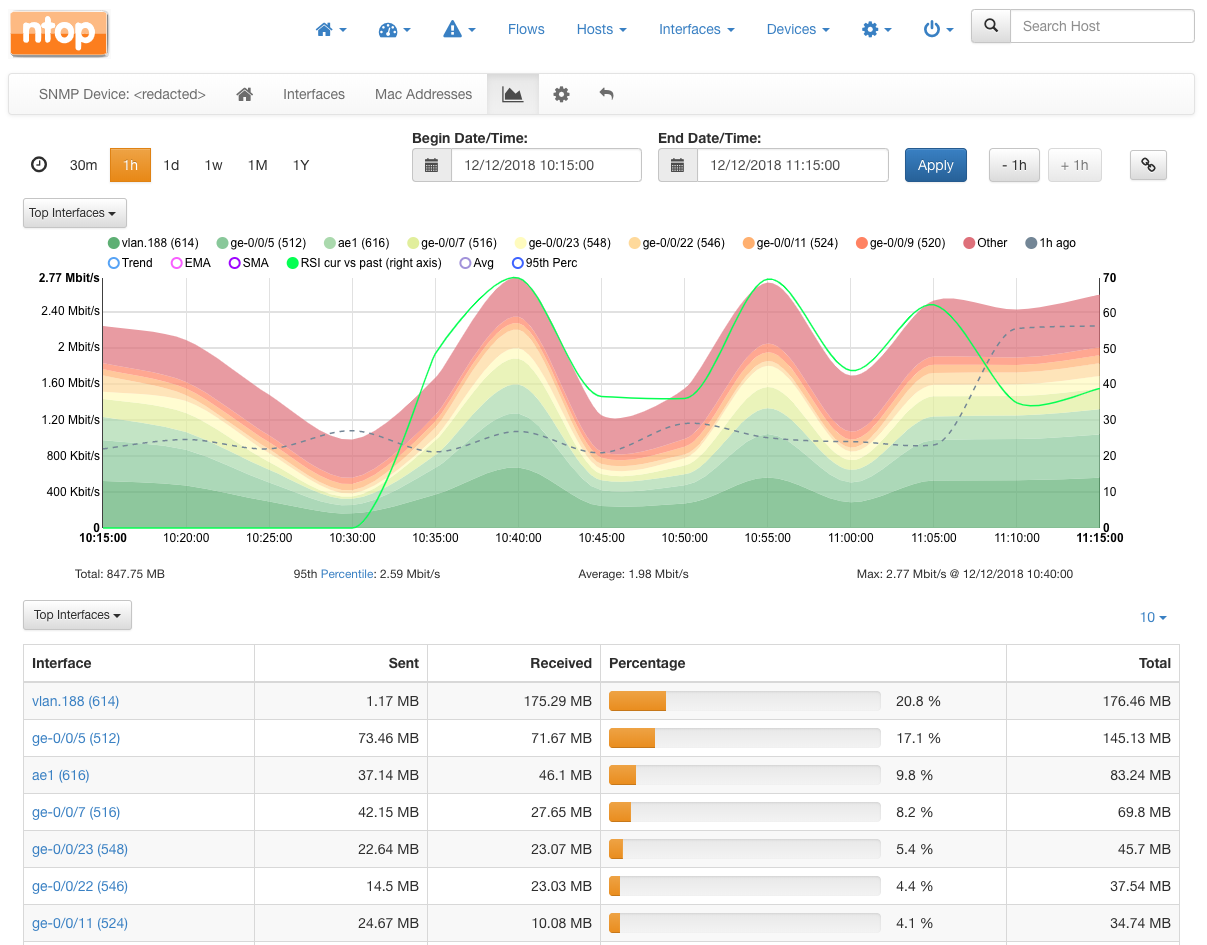 ntop
Flows Hosts Interfaces Devices Search Host
SNMP Device: <redacted> Interfaces Mac Addresses
Begin Date/Time: End Date/Time:
30m 1h 1d 1w 1M 1Y 12/12/2018 10:15:00 12/12/2018 11:15:00 Apply - 1h + 1h
Top Interfaces
vlan.188 (614) ge-0/0/5 (512) ae1 (616) ge-0/0/7 (516) ge-0/0/23 (548) ge-0/0/22 (546) ge-0/0/11 (524) ge-0/0/9 (520) Other 1h ago
Trend EMA SMA RSI cur vs past (right axis) Avg 95th Perc
2.77 Mbit/s 70
2.40 Mbit/s 60
2 Mbit/s 50
1.60 Mbit/s 40
1.20 Mbit/s 30
800 Kbit/s 20
400 Kbit/s 10
0 0
10:15:00 10:20:00 10:25:00 10:30:00 10:35:00 10:40:00 10:45:00 10:50:00 10:55:00 11:00:00 11:05:00 11:10:00 11:15:00
Total: 847.75 MB 95th Percentile: 2.59 Mbit/s Average: 1.98 Mbit/s Max: 2.77 Mbit/s @ 12/12/2018 10:40:00
Top Interfaces 10
Interface Sent Received Percentage Total
vlan.188 (614) 1.17 MB 175.29 MB 20.8 % 176.46 MB
ge-0/0/5 (512) 73.46 MB 71.67 MB 17.1 % 145.13 MB
ae1 (616) 37.14 MB 46.1 MB 9.8 % 83.24 MB
ge-0/0/7 (516) 42.15 MB 27.65 MB 8.2 % 69.8 MB
ge-0/0/23 (548) 22.64 MB 23.07 MB 5.4 % 45.7 MB
ge-0/0/22 (546) 14.5 MB 23.03 MB 4.4 % 37.54 MB
ge-0/0/11 (524) 24.67 MB 10.08 MB 4.1 % 34.74 MB